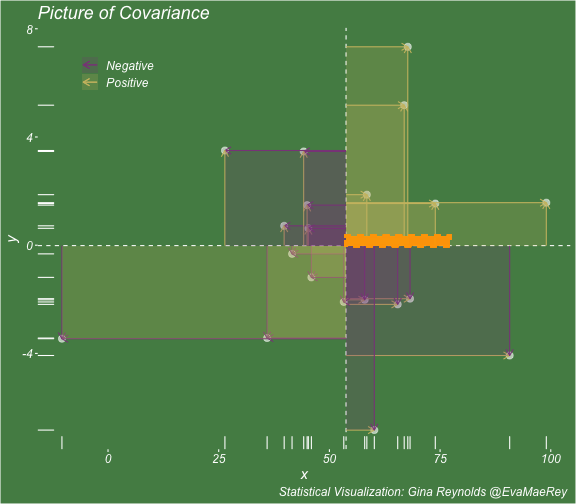 Picture of Covariance
8
4
0
-4
y
Negative
Positive
0
25
50
75
100
x
Statistical Visualization: Gina Reynolds @EvaMaeRey